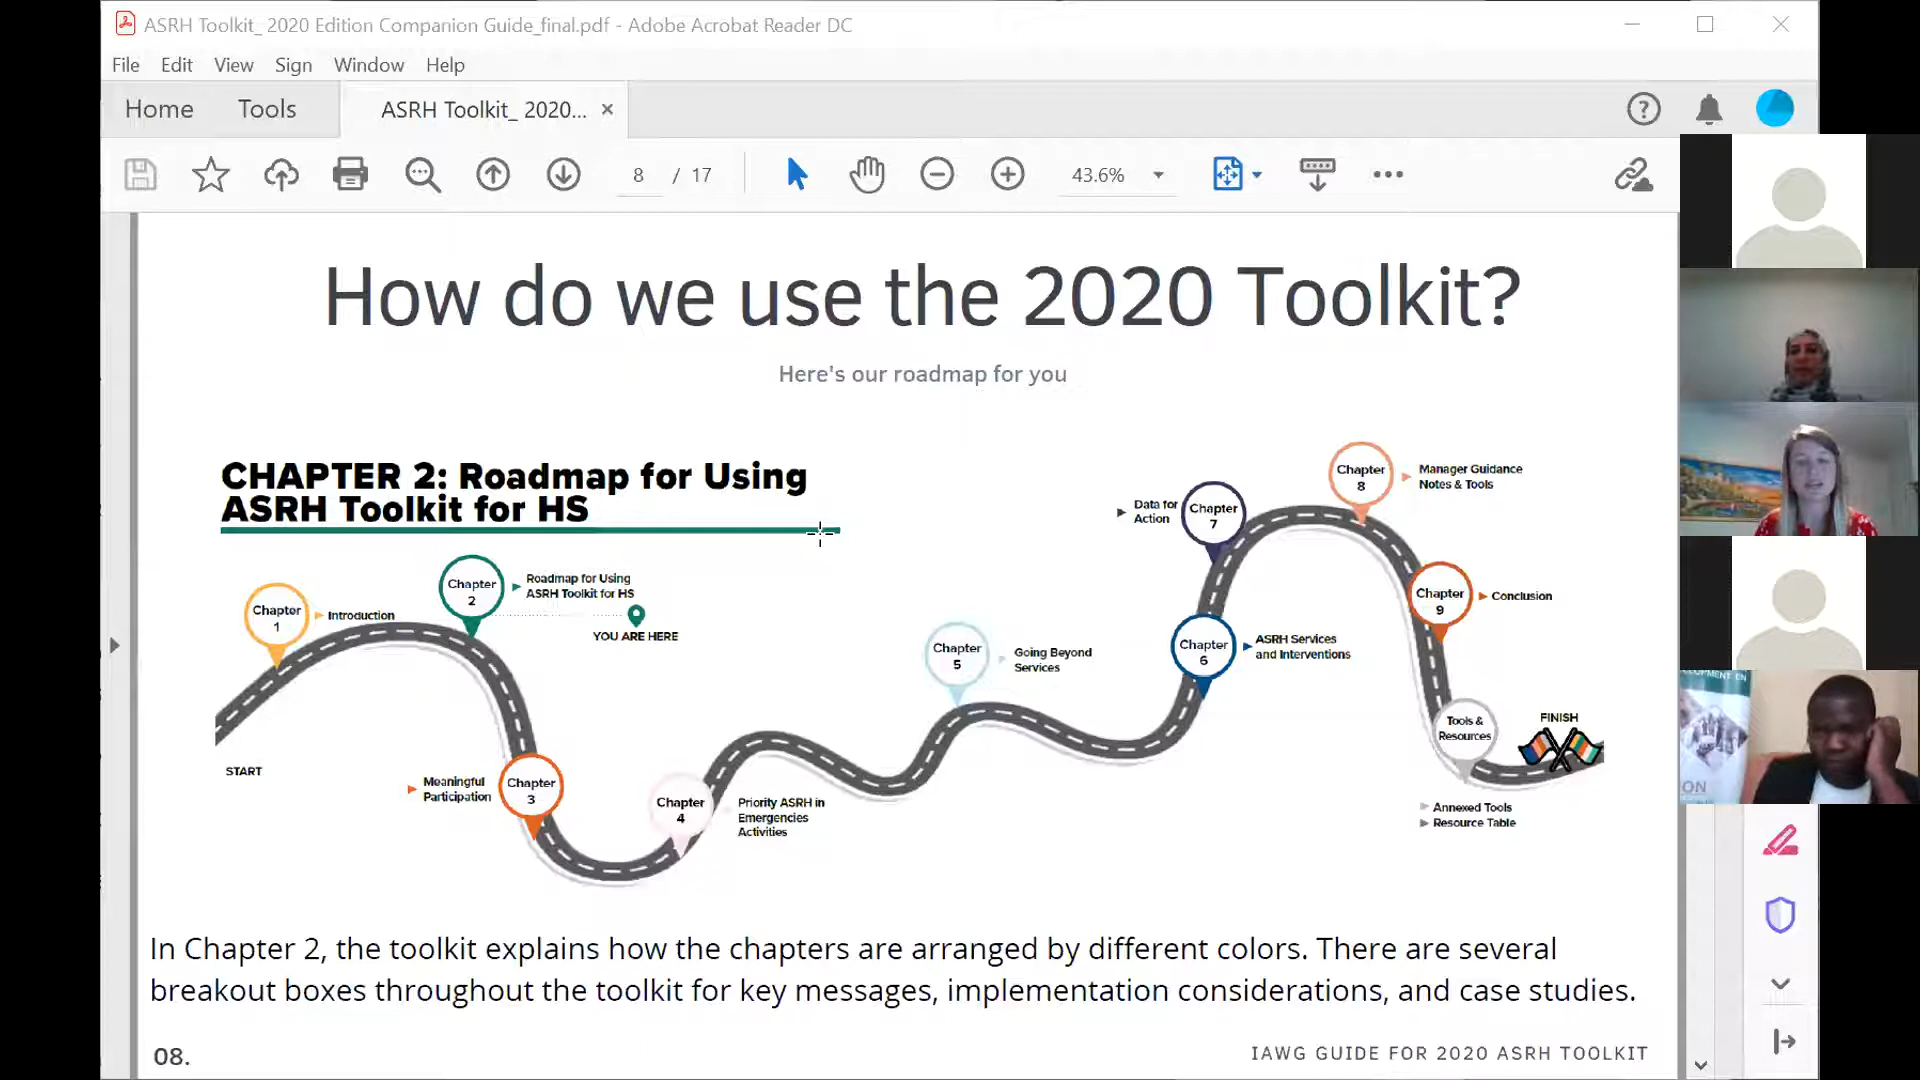 ASRH Toolkit_ 2020 Edition Companion Guide_final.pdf - Adobe Acrobat Reader DC
File Edit View Sign Window Help
Home Tools ASRH Toolkit_ 2020... ×
8 / 17 43.6%
How do we use the 2020 Toolkit?
Here's our roadmap for you
CHAPTER 2: Roadmap for Using
ASRH Toolkit for HS
Chapter
1
Introduction
Chapter
2
Roadmap for Using
ASRH Toolkit for HS
YOU ARE HERE
START
Meaningful
Participation
Chapter
3
Chapter
4
Priority ASRH in
Emergencies
Activities
Chapter
5
Going Beyond
Services
Chapter
6
ASRH Services
and Interventions
Data for
Action
Chapter
7
Chapter
8
Manager Guidance
Notes & Tools
Chapter
9
Conclusion
Tools &
Resources
FINISH
Annexed Tools
Resource Table
In Chapter 2, the toolkit explains how the chapters are arranged by different colors. There are several
breakout boxes throughout the toolkit for key messages, implementation considerations, and case studies.
08.
IAWG GUIDE FOR 2020 ASRH TOOLKIT